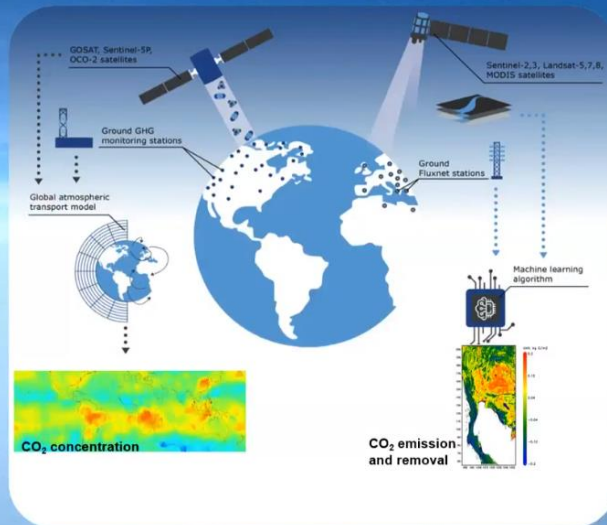 GOSAT, Sentinel-5P,
OCO-2 satellites
Sentinel-2,3, Landsat-5,7,8,
MODIS satellites
Ground GHG
monitoring stations
Ground
Fluxnet stations
Global atmospheric
transport model
Machine learning
algorithm
CO₂ concentration
CO₂ emission
and removal